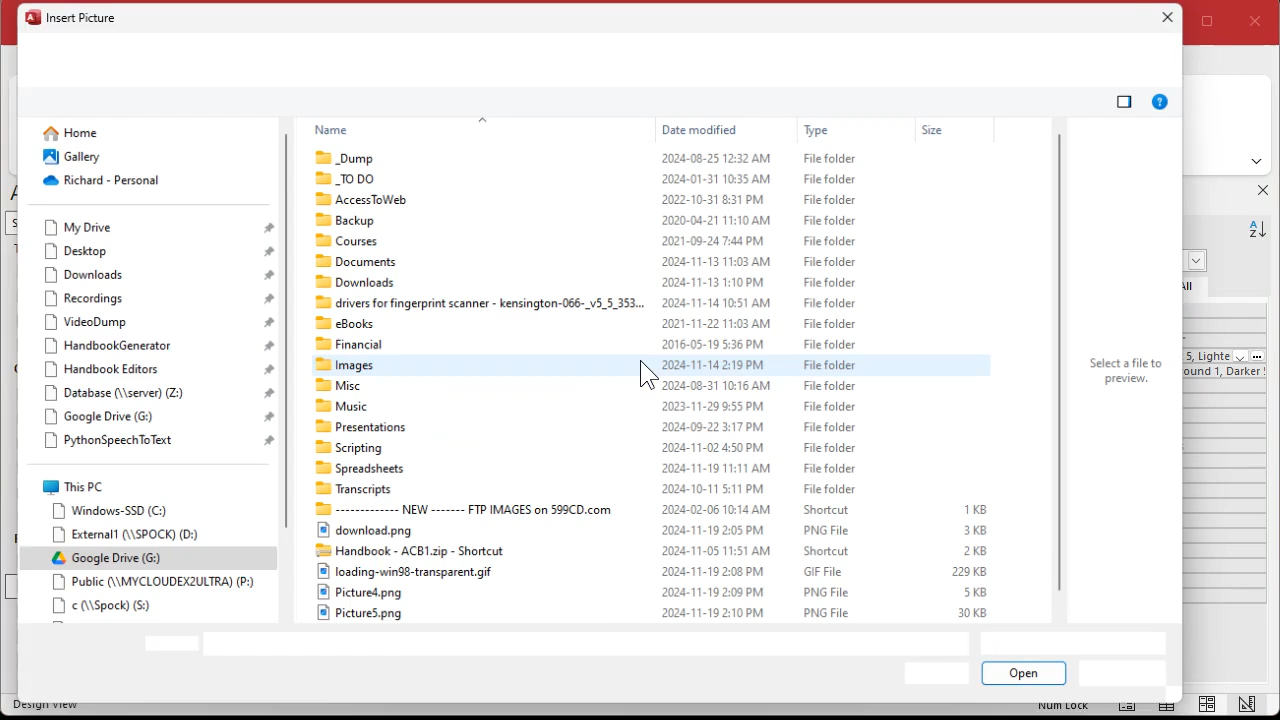 Insert Picture
Home
Gallery
Richard - Personal
My Drive
Desktop
Downloads
Recordings
VideoDump
HandbookGenerator
Handbook Editors
Database (\\server) (Z:)
Google Drive (G:)
PythonSpeechToText
This PC
Windows-SSD (C:)
External1 (\\SPOCK) (D:)
Google Drive (G:)
Public (\\MYCLOUDEX2ULTRA) (P:)
c (\\Spock) (S:)
Name Date modified Type Size
_Dump 2024-08-25 12:32 AM File folder
_TO DO 2024-01-31 10:35 AM File folder
AccessToWeb 2022-10-31 8:31 PM File folder
Backup 2020-04-21 11:10 AM File folder
Courses 2021-09-24 7:44 PM File folder
Documents 2024-11-13 11:03 AM File folder
Downloads 2024-11-13 1:10 PM File folder
drivers for fingerprint scanner - kensington-066-_v5_5_353... 2024-11-14 10:51 AM File folder
eBooks 2021-11-22 11:03 AM File folder
Financial 2016-05-19 5:36 PM File folder
Images 2024-11-14 2:19 PM File folder
Misc 2024-08-31 10:16 AM File folder
Music 2023-11-29 9:55 PM File folder
Presentations 2024-09-22 3:17 PM File folder
Scripting 2024-11-02 4:50 PM File folder
Spreadsheets 2024-11-19 11:11 AM File folder
Transcripts 2024-10-11 5:11 PM File folder
------------- NEW ------- FTP IMAGES on 599CD.com 2024-02-06 10:14 AM Shortcut 1 KB
download.png 2024-11-19 2:05 PM PNG File 3 KB
Handbook - ACB1.zip - Shortcut 2024-11-05 11:51 AM Shortcut 2 KB
loading-win98-transparent.gif 2024-11-19 2:08 PM GIF File 229 KB
Picture4.png 2024-11-19 2:09 PM PNG File 5 KB
Picture5.png 2024-11-19 2:10 PM PNG File 30 KB
Select a file to
preview.
Open
5, Lighte
ound 1, Darker
Design View
Num Lock